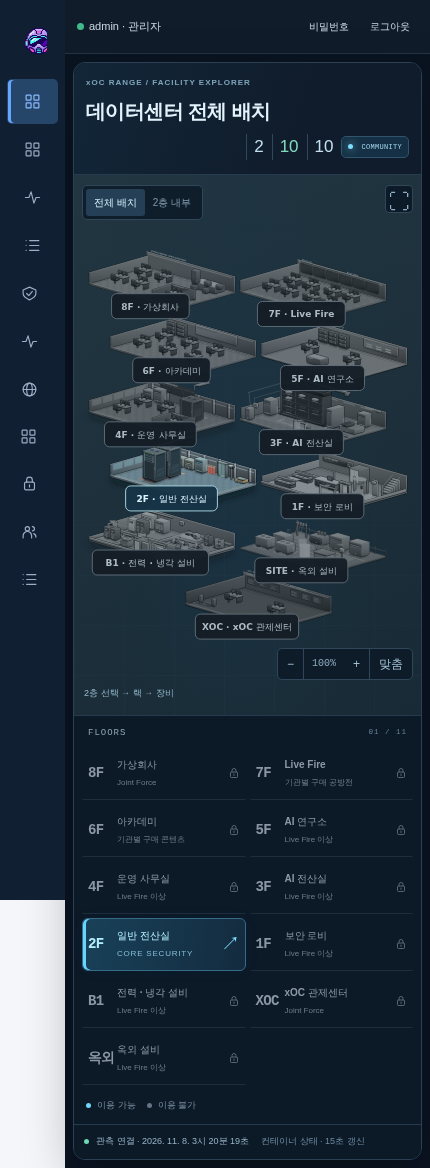 admin · 관리자
비밀번호
로그아웃
xOC RANGE / FACILITY EXPLORER
데이터센터 전체 배치
2
10
10
COMMUNITY
전체 배치
2층 내부
8F · 가상회사
7F · Live Fire
6F · 아카데미
5F · AI 연구소
4F · 운영 사무실
3F · AI 전산실
2F · 일반 전산실
1F · 보안 로비
B1 · 전력 · 냉각 설비
SITE · 옥외 설비
XOC · xOC 관제센터
− 100% + 맞춤
2층 선택 → 랙 → 장비
FLOORS
01 / 11
8F
가상회사
Joint Force
7F
Live Fire
기관별 구매 공방전
6F
아카데미
기관별 구매 콘텐츠
5F
AI 연구소
Live Fire 이상
4F
운영 사무실
Live Fire 이상
3F
AI 전산실
Live Fire 이상
2F
일반 전산실
CORE SECURITY
1F
보안 로비
Live Fire 이상
B1
전력 · 냉각 설비
Live Fire 이상
XOC
xOC 관제센터
Joint Force
옥외
옥외 설비
Live Fire 이상
이용 가능
이용 불가
관측 연결 · 2026. 11. 8. 3시 20분 19초
컨테이너 상태 · 15초 갱신